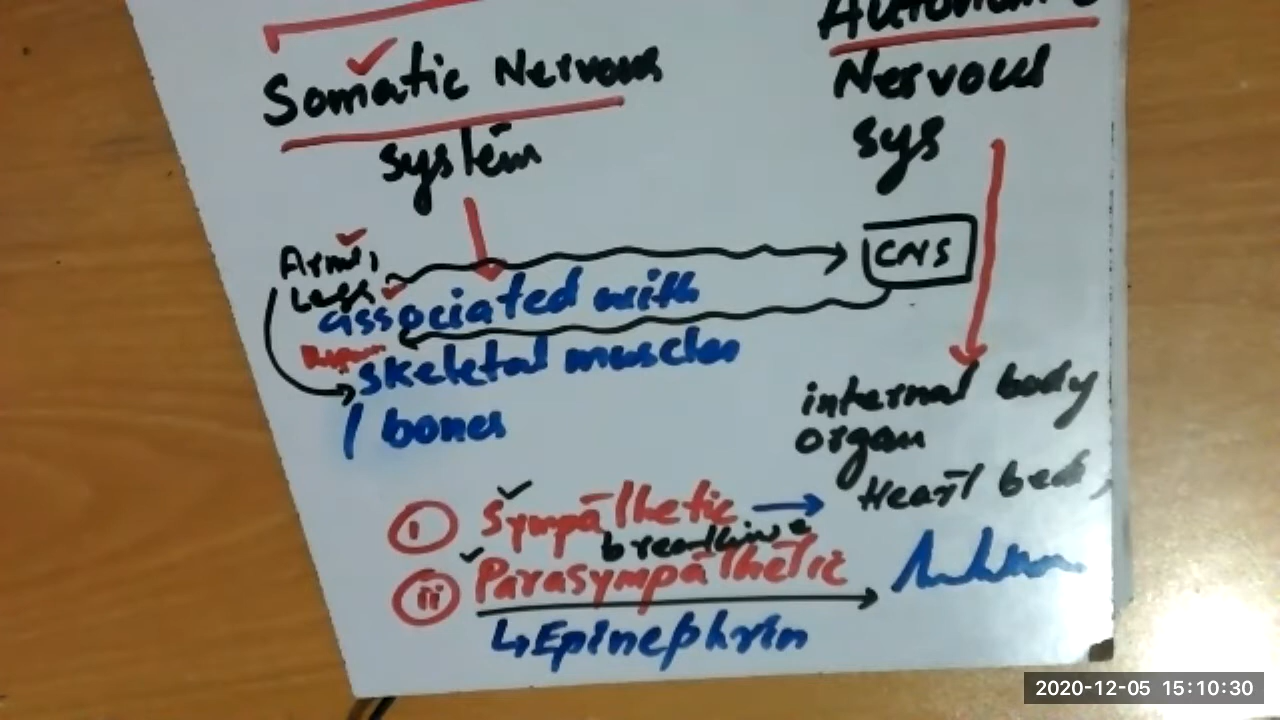 Somatic Nervous
system
Autonomic
Nervous
sys
Arms,
Legs
CNS
associated with
skeletal muscles
/ bones
internal body
organ
Heart beat,
i Sympathetic →
breathing
ii Parasympathetic
↳ Epinephrin
2020-12-05 15:10:30